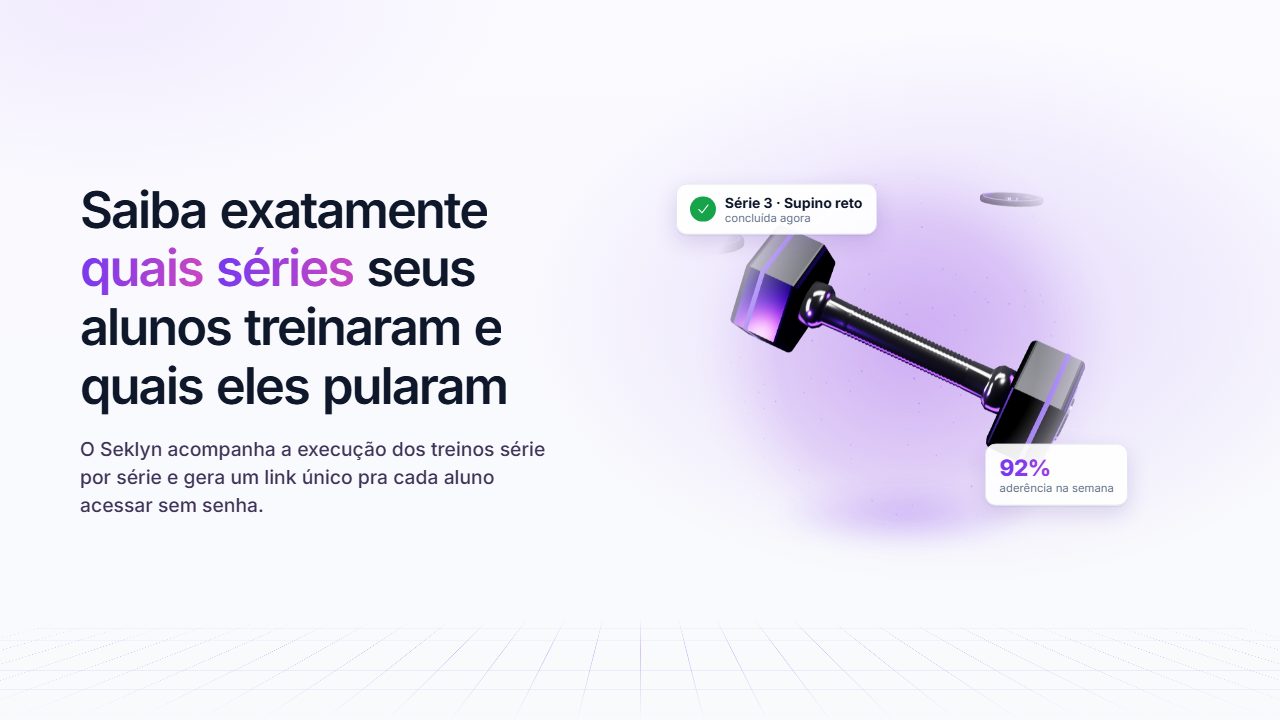 Saiba exatamente
quais séries seus
alunos treinaram e
quais eles pularam
O Seklyn acompanha a execução dos treinos série
por série e gera um link único pra cada aluno
acessar sem senha.
Série 3 · Supino reto
concluída agora
92%
aderência na semana